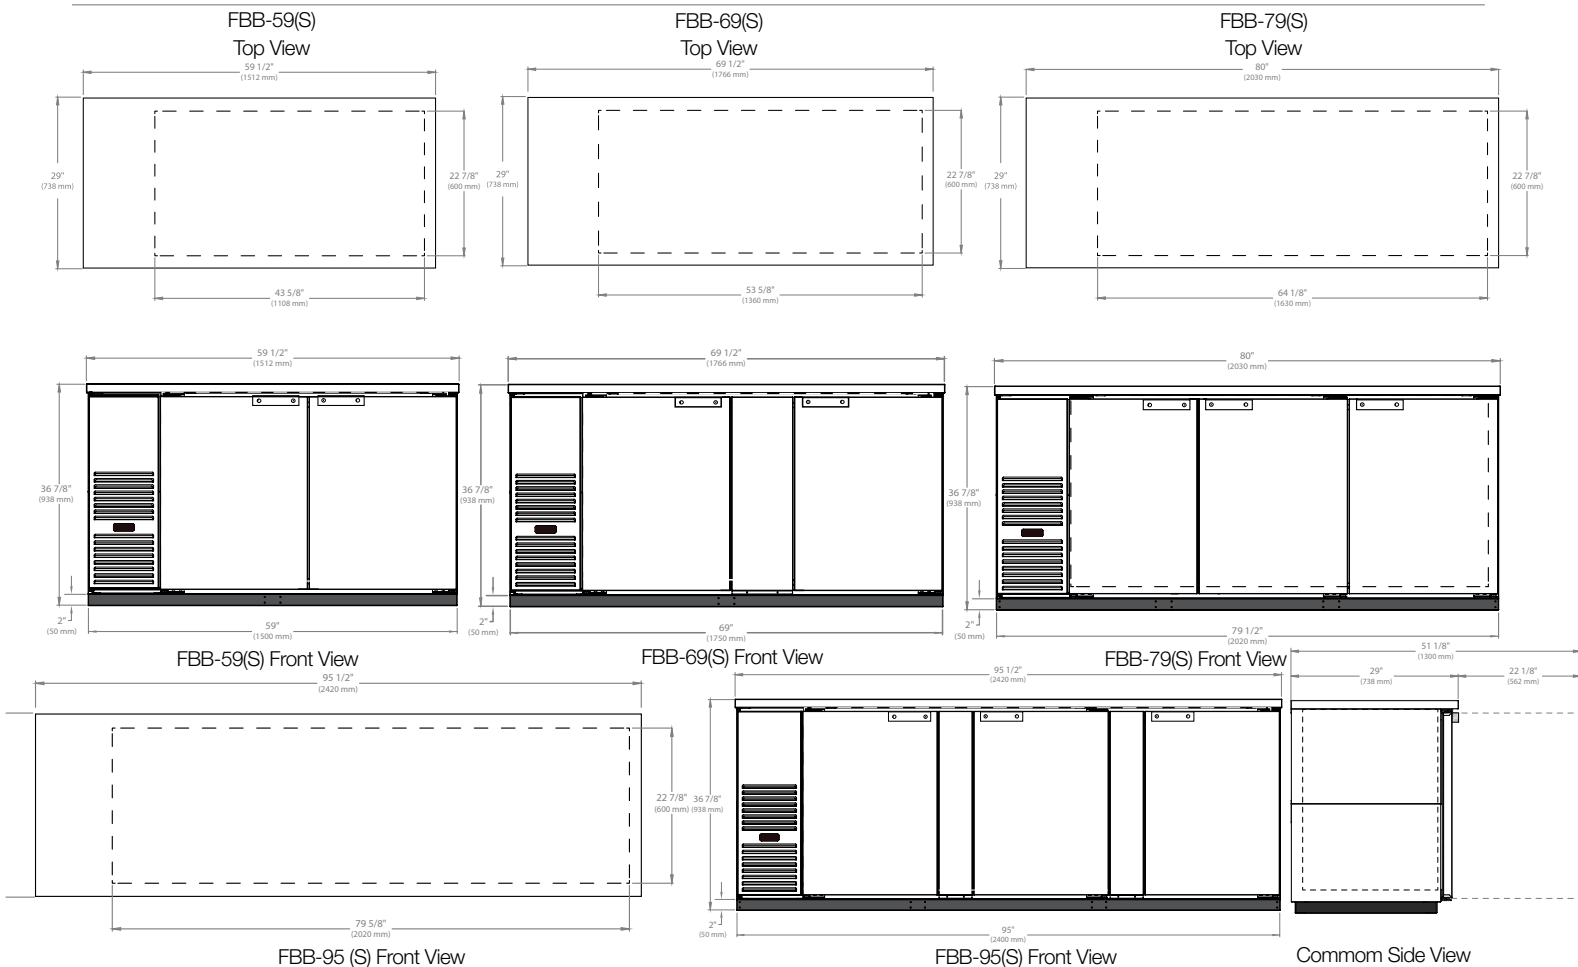 FBB-59(S)
Top View
59 1/2"
(1512 mm)
29"
(738 mm)
22 7/8"
(600 mm)
43 5/8"
(1108 mm)
FBB-69(S)
Top View
69 1/2"
(1766 mm)
29"
(738 mm)
22 7/8"
(600 mm)
53 5/8"
(1360 mm)
FBB-79(S)
Top View
80"
(2030 mm)
29"
(738 mm)
22 7/8"
(600 mm)
64 1/8"
(1630 mm)
59 1/2"
(1512 mm)
36 7/8"
(938 mm)
2"
(50 mm)
59"
(1500 mm)
FBB-59(S) Front View
69 1/2"
(1766 mm)
36 7/8"
(938 mm)
2"
(50 mm)
69"
(1750 mm)
FBB-69(S) Front View
80"
(2030 mm)
36 7/8"
(938 mm)
2"
(50 mm)
79 1/2"
(2020 mm)
FBB-79(S) Front View
95 1/2"
(2420 mm)
22 7/8"
(600 mm)
79 5/8"
(2020 mm)
FBB-95 (S) Front View
95 1/2"
(2420 mm)
36 7/8"
(938 mm)
2"
(50 mm)
95"
(2400 mm)
FBB-95(S) Front View
51 1/8"
(1300 mm)
29"
(738 mm)
22 1/8"
(562 mm)
Commom Side View